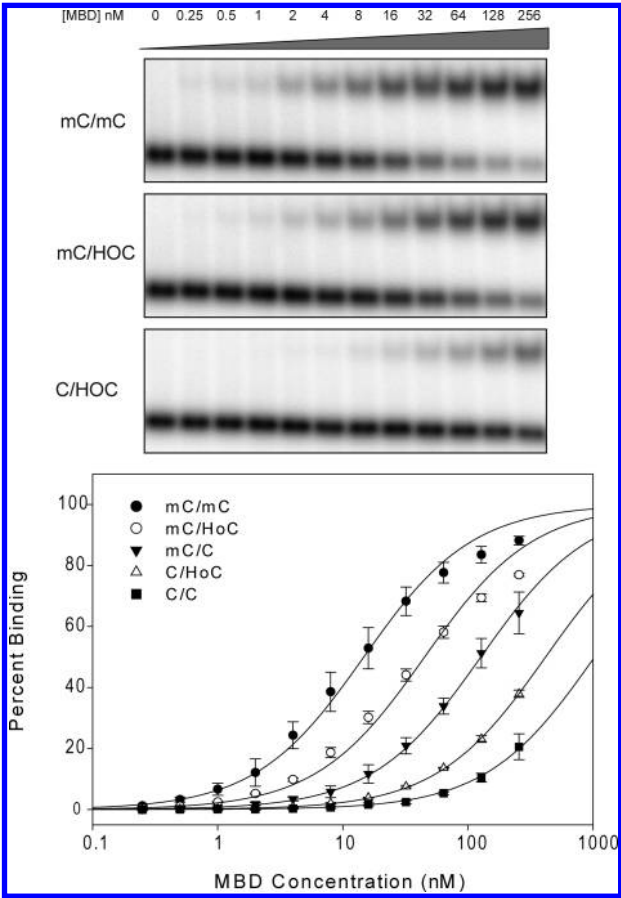 [MBD] nM 0 0.25 0.5 1 2 4 8 16 32 64 128 256
mC/mC
mC/HOC
C/HOC
100
80
60
40
20
0
Percent Binding
mC/mC
mC/HoC
mC/C
C/HoC
C/C
0.1 1 10 100 1000
MBD Concentration (nM)